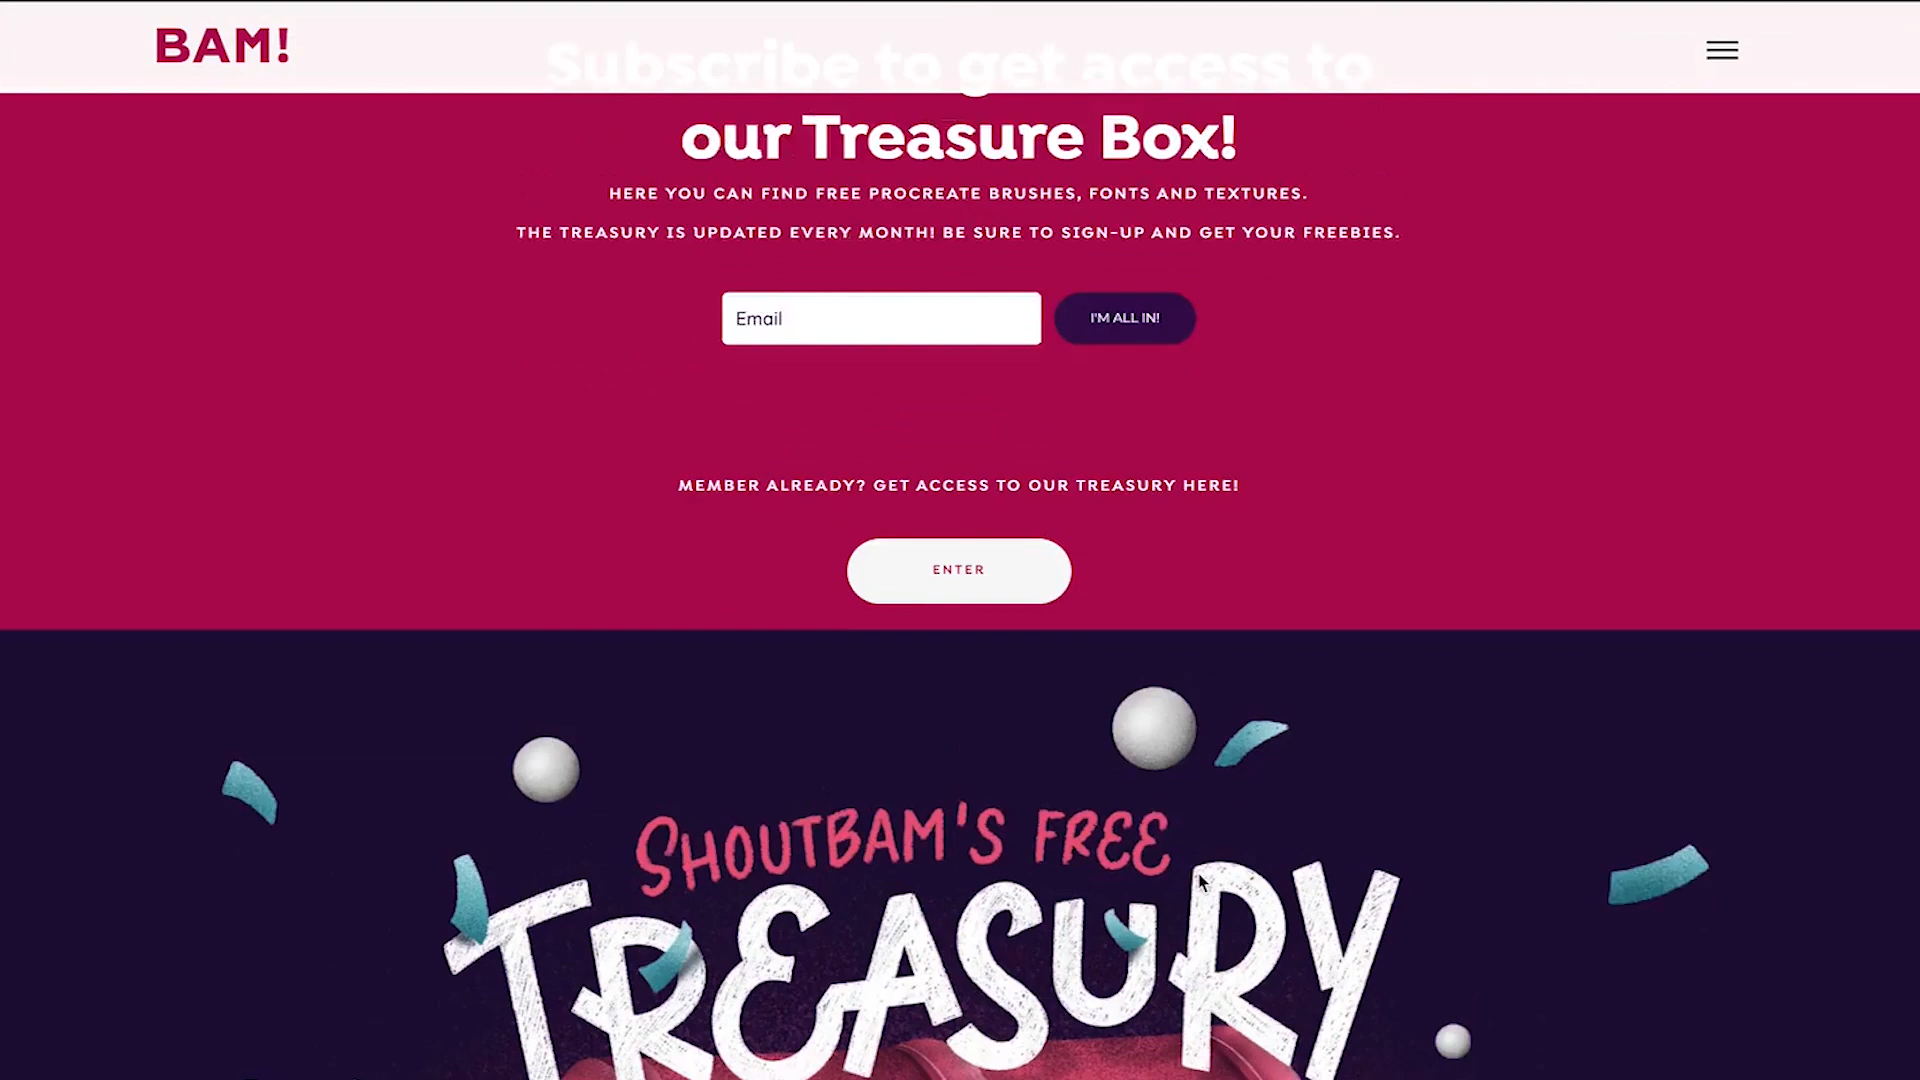 BAM!
Subscribe to get access to
our Treasure Box!
HERE YOU CAN FIND FREE PROCREATE BRUSHES, FONTS AND TEXTURES.
THE TREASURY IS UPDATED EVERY MONTH! BE SURE TO SIGN-UP AND GET YOUR FREEBIES.
Email
I'M ALL IN!
MEMBER ALREADY? GET ACCESS TO OUR TREASURY HERE!
ENTER
SHOUTBAM'S FREE
TREASURY